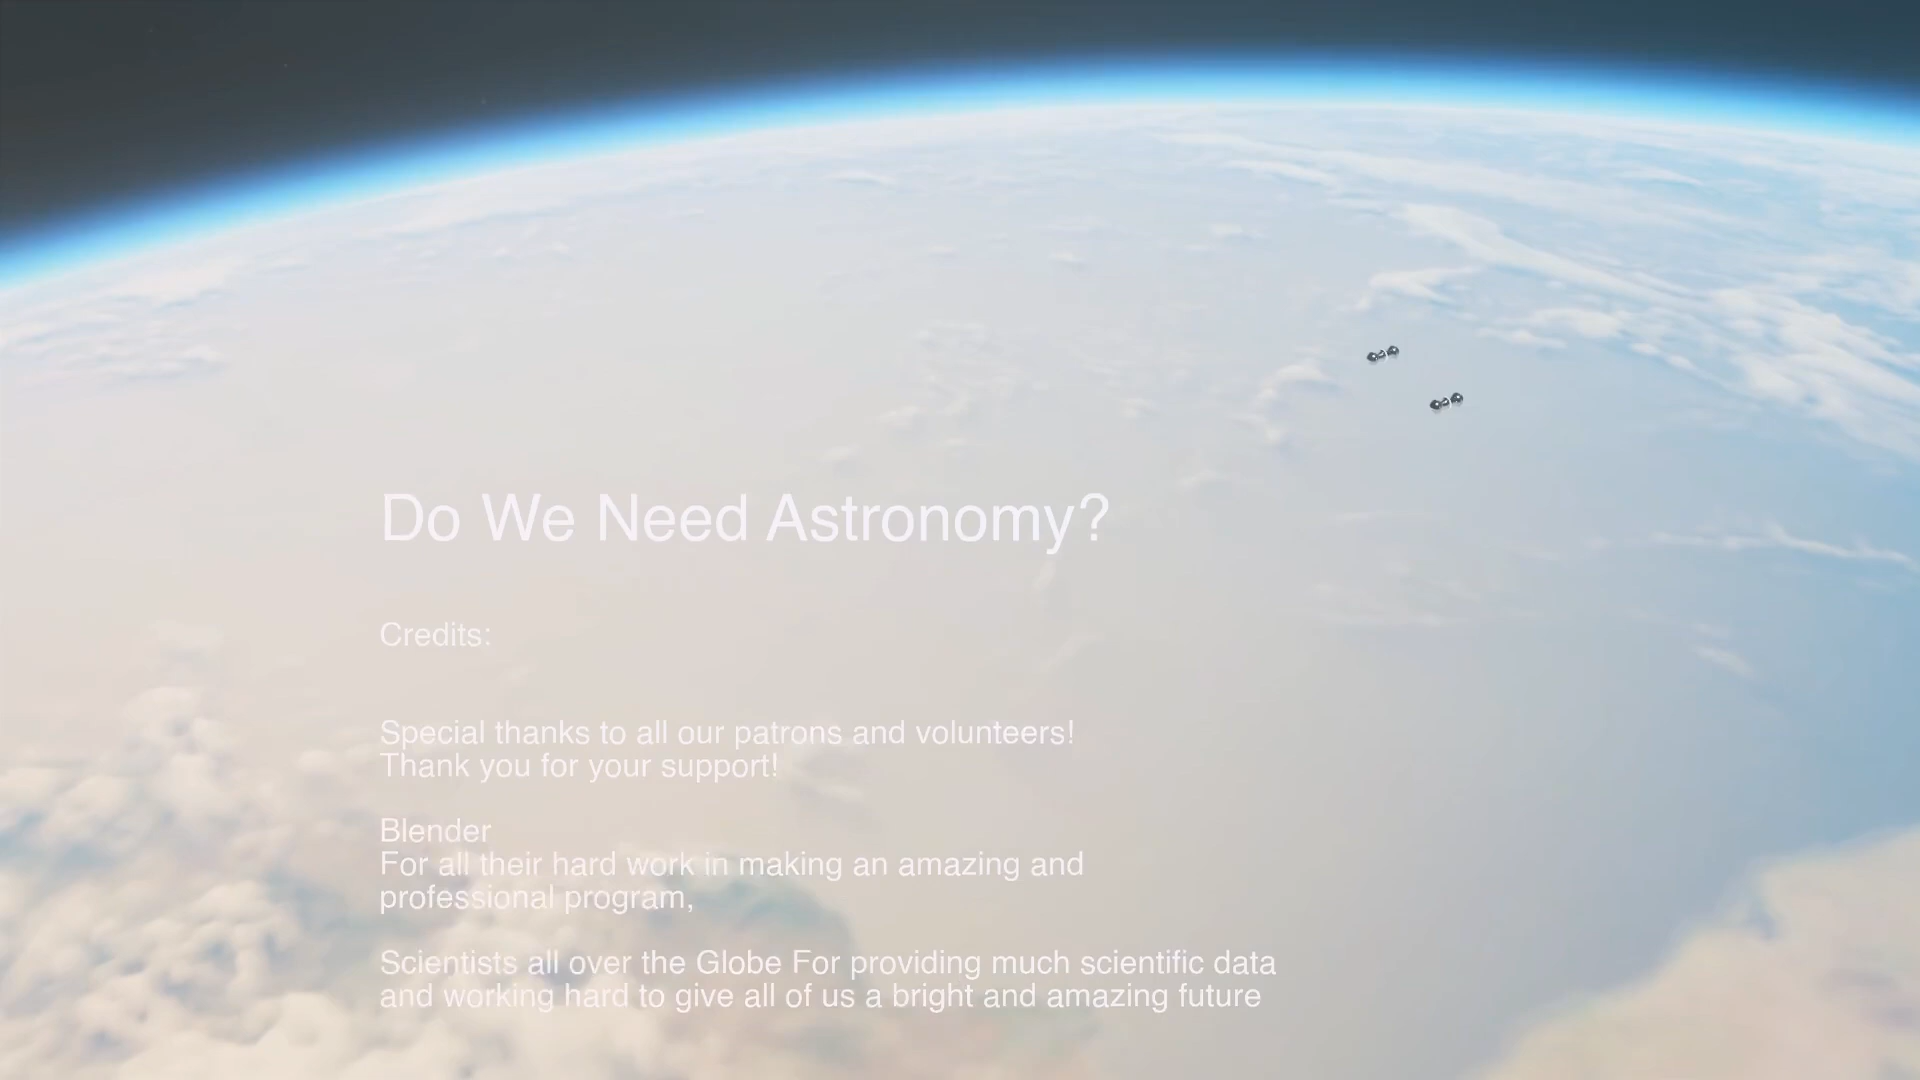 Do We Need Astronomy?
Credits:
Special thanks to all our patrons and volunteers!
Thank you for your support!
Blender
For all their hard work in making an amazing and
professional program,
Scientists all over the Globe For providing much scientific data
and working hard to give all of us a bright and amazing future